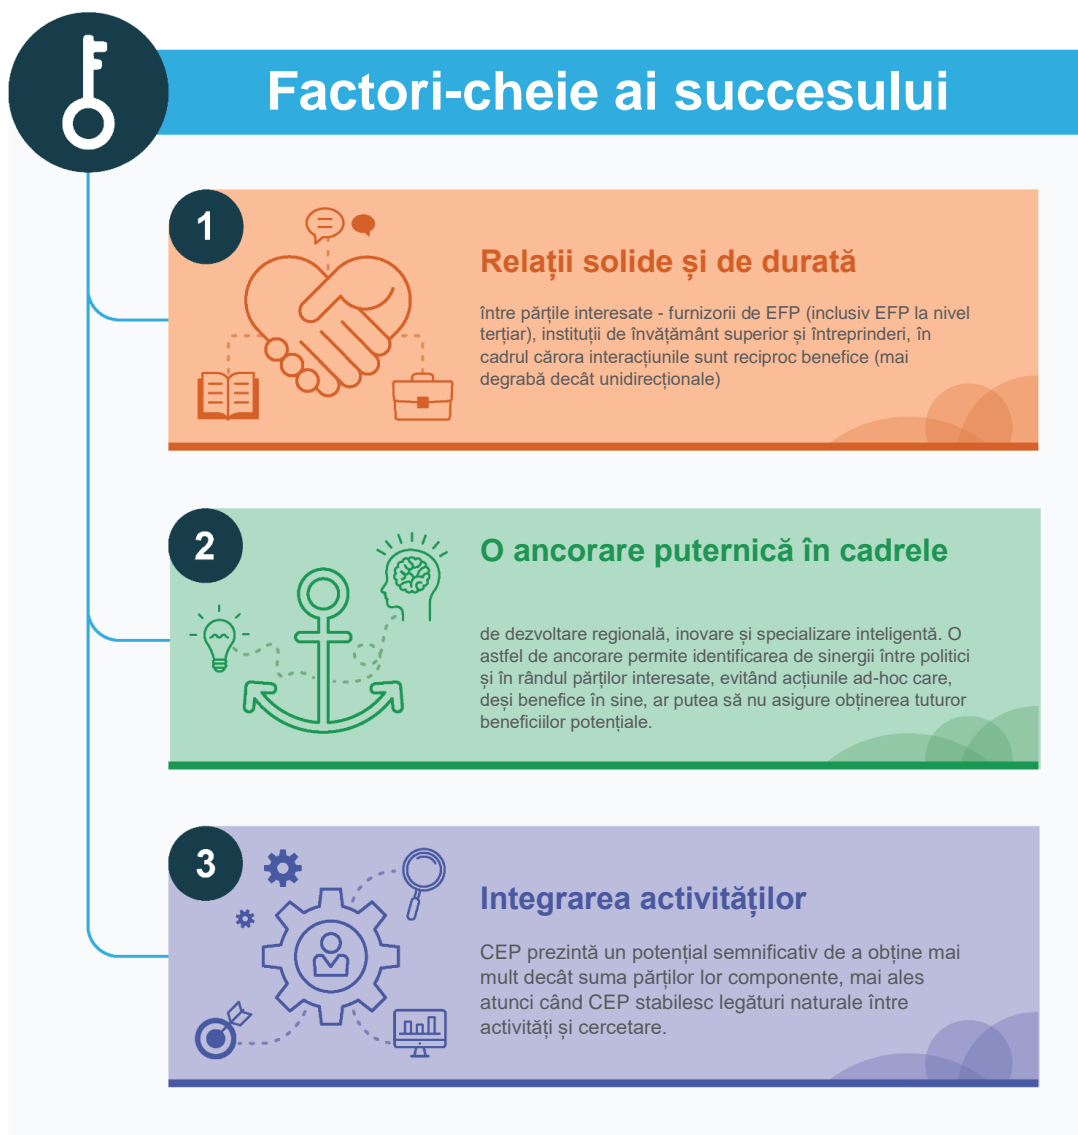 Factori-cheie ai succesului
1
Relații solide și de durată
între părțile interesate - furnizorii de EFP (inclusiv EFP la nivel
terțiar), instituții de învățământ superior și întreprinderi, în
cadrul cărora interacțiunile sunt reciproc benefice (mai
degrabă decât unidirecționale)
2
O ancorare puternică în cadrele
de dezvoltare regională, inovare și specializare inteligentă. O
astfel de ancorare permite identificarea de sinergii între politici
și în rândul părților interesate, evitând acțiunile ad-hoc care,
deși benefice în sine, ar putea să nu asigure obținerea tuturor
beneficiilor potențiale.
3
Integrarea activităților
CEP prezintă un potențial semnificativ de a obține mai
mult decât suma părților lor componente, mai ales
atunci când CEP stabilesc legături naturale între
activități și cercetare.